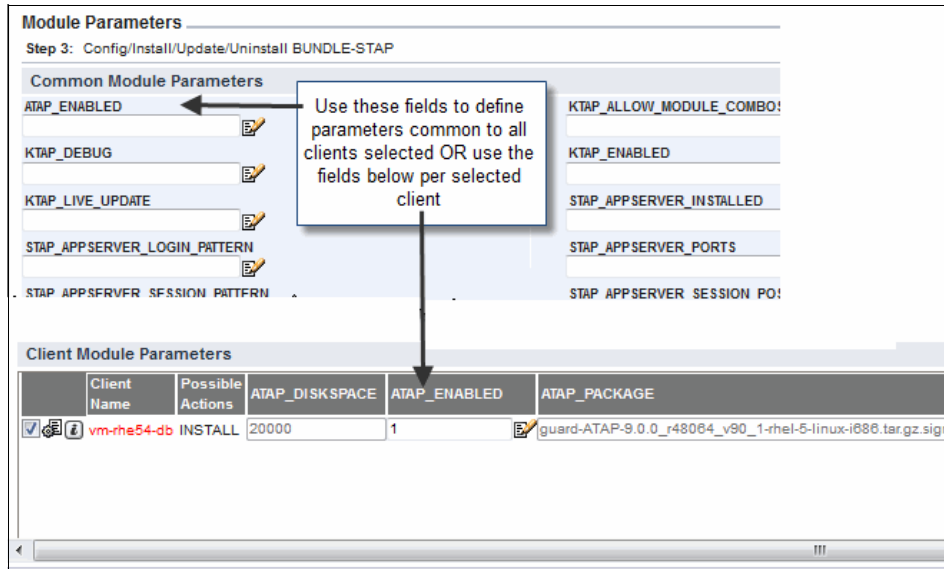 Module Parameters
Step 3: Config/Install/Update/Uninstall BUNDLE-STAP
Common Module Parameters
ATAP_ENABLED
KTAP_ALLOW_MODULE_COMBOS
Use these fields to define
parameters common to all
clients selected OR use the
fields below per selected
client
KTAP_DEBUG
KTAP_ENABLED
KTAP_LIVE_UPDATE
STAP_APPSERVER_INSTALLED
STAP_APPSERVER_LOGIN_PATTERN
STAP_APPSERVER_PORTS
STAP_APPSERVER_SESSION_PATTERN
STAP_APPSERVER_SESSION_POS
Client Module Parameters
Client Name Possible Actions ATAP_DISKSPACE ATAP_ENABLED ATAP_PACKAGE
vm-rhe54-db INSTALL 20000 1 guard-ATAP-9.0.0_r48064_v90_1-rhel-5-linux-i686.tar.gz.sig